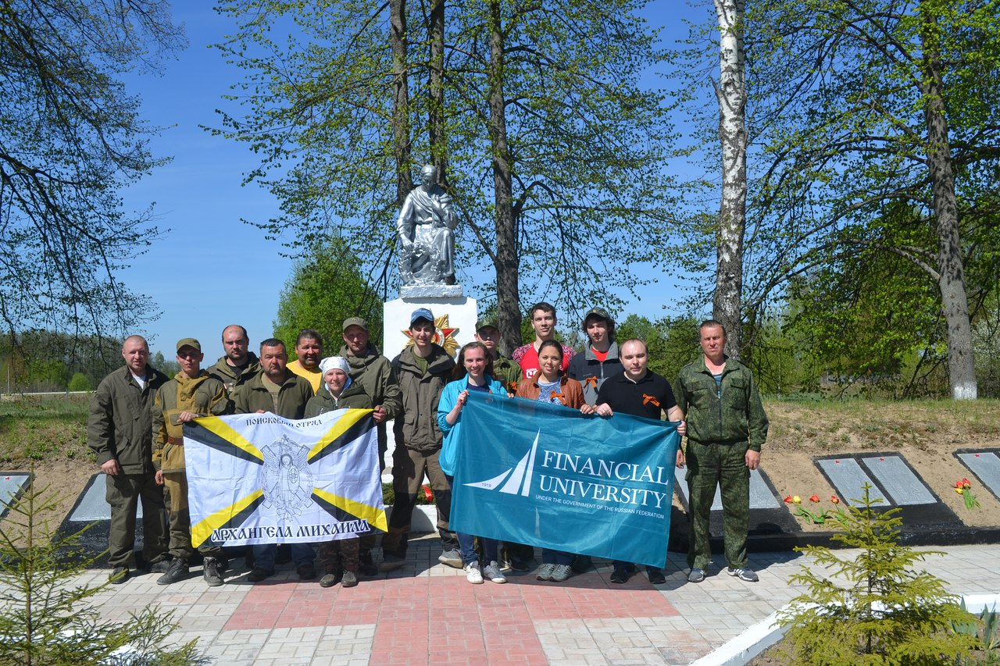 ПОИСКОВЫЙ ОТРЯД
АРХАНГЕЛА МИХАИЛА
1919
FINANCIAL
UNIVERSITY
UNDER THE GOVERNMENT OF THE RUSSIAN FEDERATION